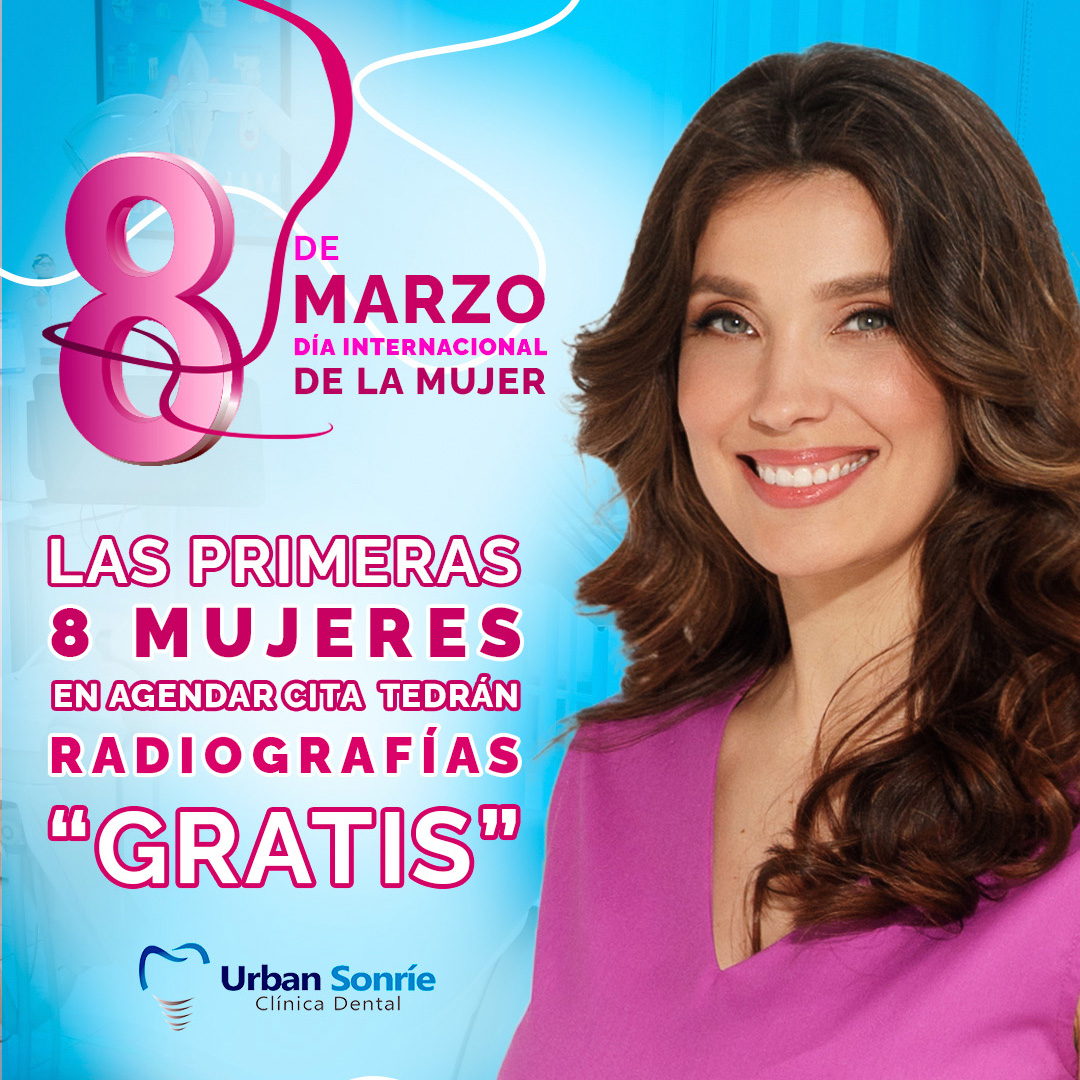 8
DE
MARZO
DÍA INTERNACIONAL
DE LA MUJER
LAS PRIMERAS
8 MUJERES
EN AGENDAR CITA TEDRÁN
RADIOGRAFÍAS
“GRATIS”
Urban Sonríe
Clínica Dental